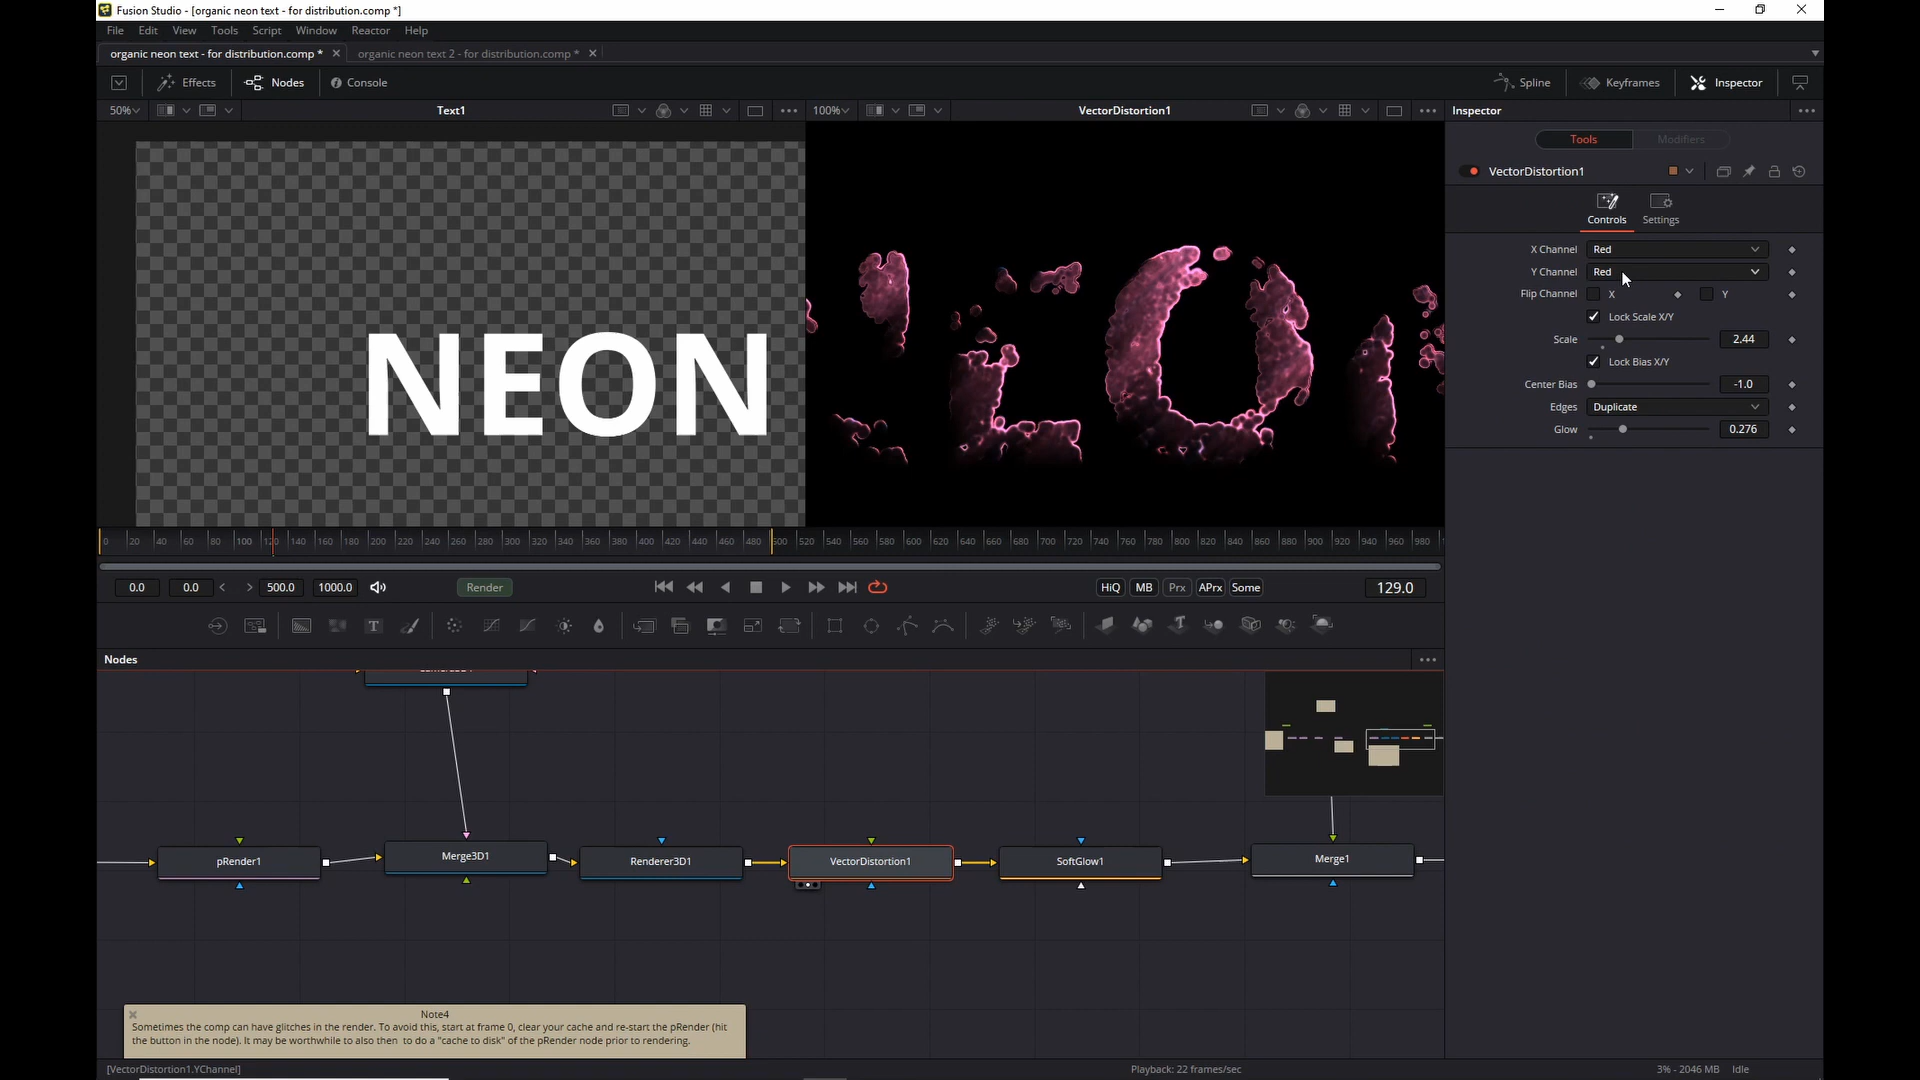 Fusion Studio - [organic neon text - for distribution.comp *]
File Edit View Tools Script Window Reactor Help
organic neon text - for distribution.comp * organic neon text 2 - for distribution.comp *
Effects Nodes Console Spline Keyframes Inspector
50% Text1 100% VectorDistortion1 Inspector
Tools Modifiers
VectorDistortion1
Controls Settings
X Channel Red
Y Channel Red
Flip Channel X Y
Lock Scale X/Y
Scale 2.44
Lock Bias X/Y
Center Bias -1.0
Edges Duplicate
Glow 0.276
NEON
0 20 40 60 80 100 120 140 160 180 200 220 240 260 280 300 320 340 360 380 400 420 440 460 480 500 520 540 560 580 600 620 640 660 680 700 720 740 760 780 800 820 840 860 880 900 920 940 960 980
0.0 0.0 < > 500.0 1000.0 Render HiQ MB Prx APrx Some 129.0
Nodes
pRender1 Merge3D1 Renderer3D1 VectorDistortion1 SoftGlow1 Merge1
Note4
Sometimes the comp can have glitches in the render. To avoid this, start at frame 0, clear your cache and re-start the pRender (hit
the button in the node). It may be worthwhile to also then to do a "cache to disk" of the pRender node prior to rendering.
[VectorDistortion1.YChannel] Playback: 22 frames/sec 3% - 2046 MB Idle